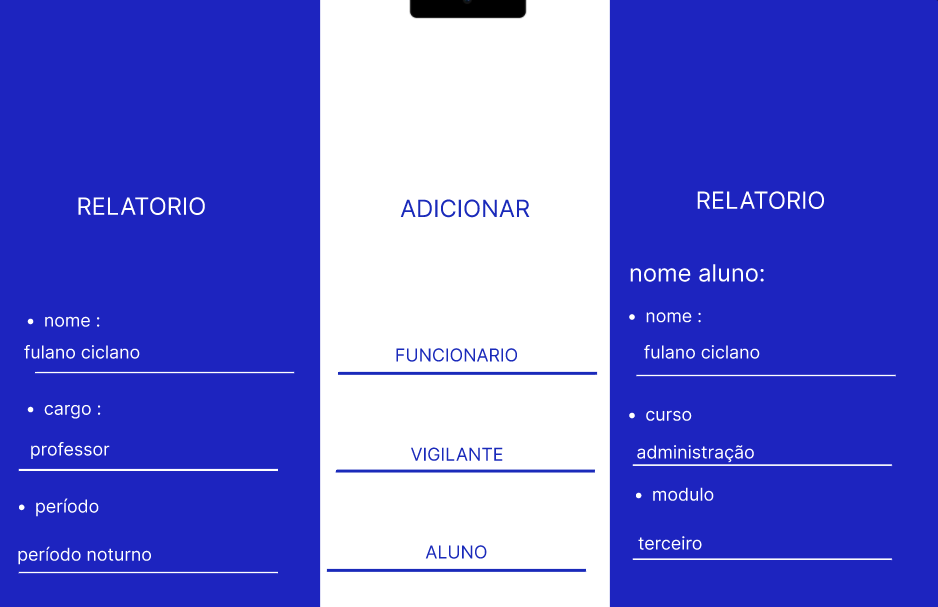 RELATORIO
• nome :
fulano ciclano
• cargo :
professor
• período
período noturno
ADICIONAR
FUNCIONARIO
VIGILANTE
ALUNO
RELATORIO
nome aluno:
• nome :
fulano ciclano
• curso
administração
• modulo
terceiro